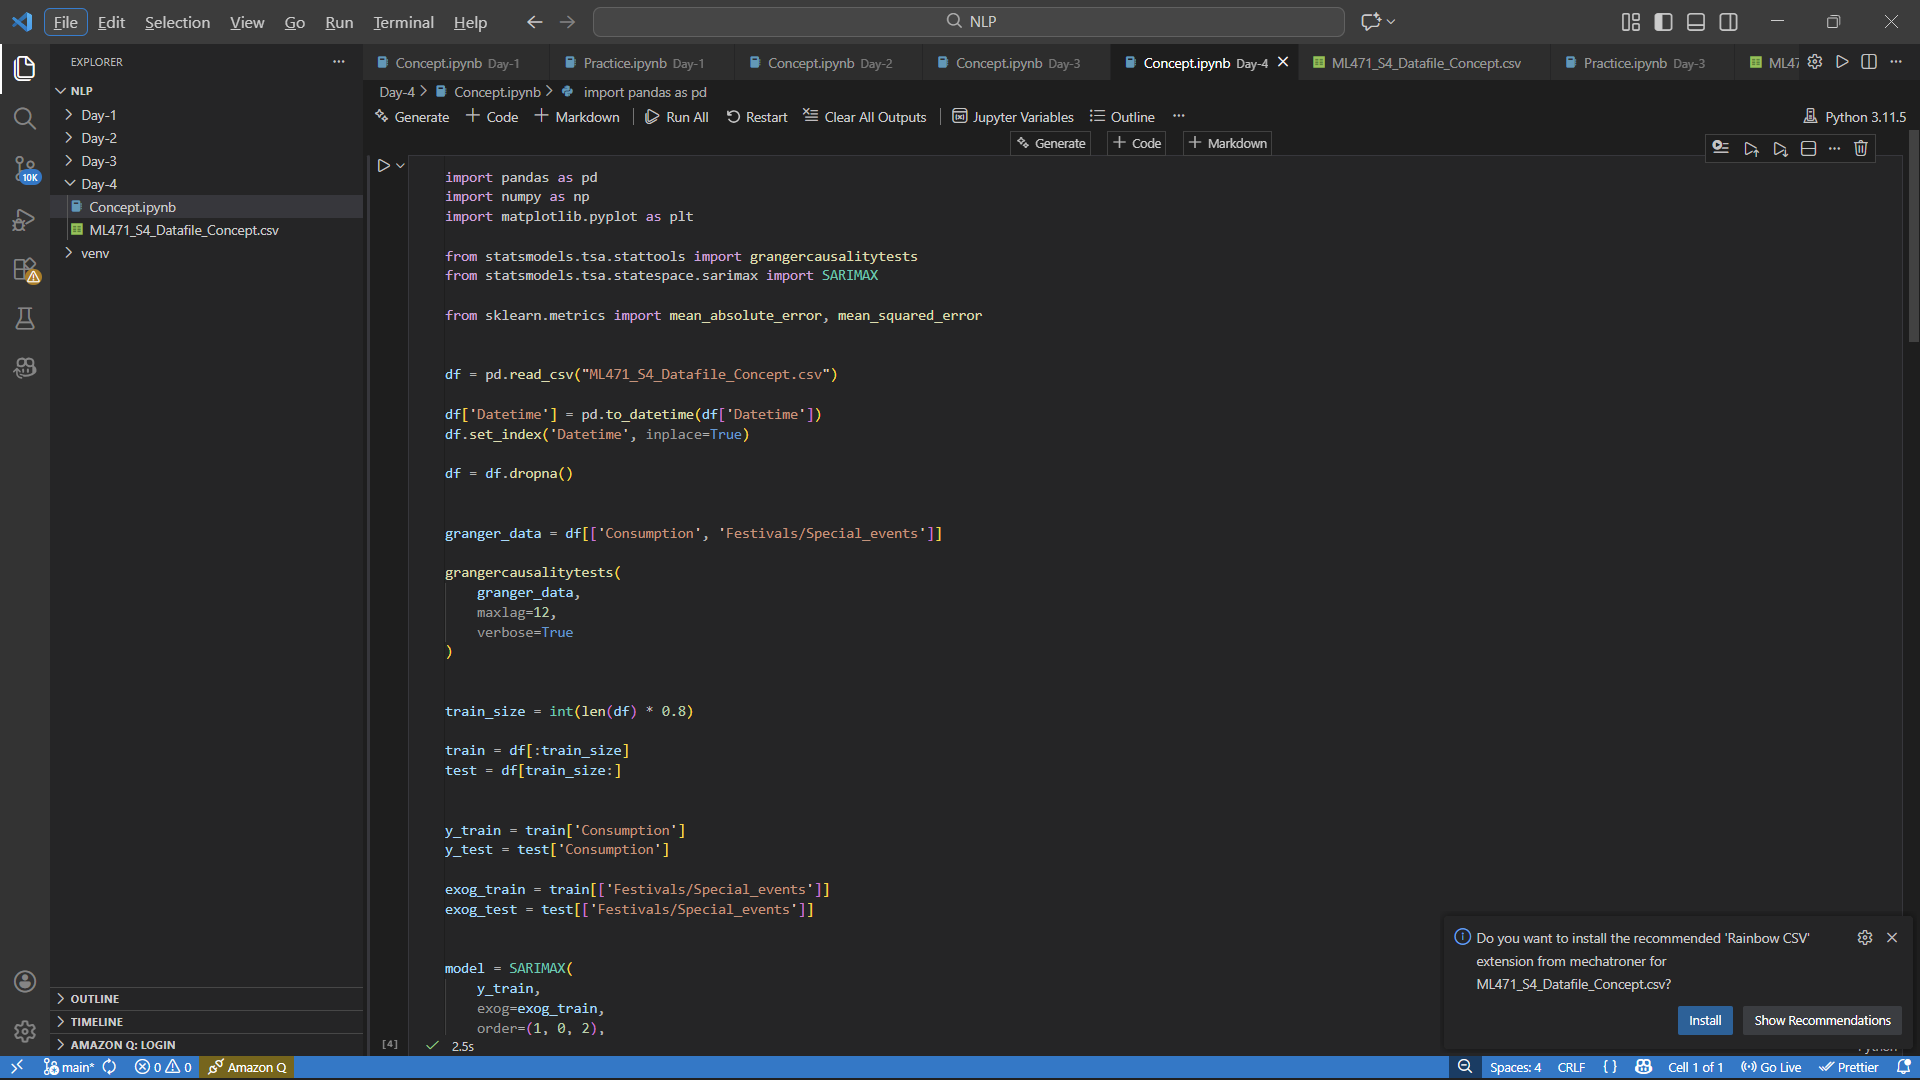 File Edit Selection View Go Run Terminal Help
NLP
EXPLORER
NLP
Day-1
Day-2
Day-3
Day-4
Concept.ipynb
ML471_S4_Datafile_Concept.csv
venv
10K
OUTLINE
TIMELINE
AMAZON Q: LOGIN
Concept.ipynb Day-1
Practice.ipynb Day-1
Concept.ipynb Day-2
Concept.ipynb Day-3
Concept.ipynb Day-4
ML471_S4_Datafile_Concept.csv
Practice.ipynb Day-3
ML47
Day-4 > Concept.ipynb > import pandas as pd
Generate + Code + Markdown Run All Restart Clear All Outputs Jupyter Variables Outline ...
Python 3.11.5
Generate + Code + Markdown
import pandas as pd
import numpy as np
import matplotlib.pyplot as plt
from statsmodels.tsa.stattools import grangercausalitytests
from statsmodels.tsa.statespace.sarimax import SARIMAX
from sklearn.metrics import mean_absolute_error, mean_squared_error
df = pd.read_csv("ML471_S4_Datafile_Concept.csv")
df['Datetime'] = pd.to_datetime(df['Datetime'])
df.set_index('Datetime', inplace=True)
df = df.dropna()
granger_data = df[['Consumption', 'Festivals/Special_events']]
grangercausalitytests(
granger_data,
maxlag=12,
verbose=True
)
train_size = int(len(df) * 0.8)
train = df[:train_size]
test = df[train_size:]
y_train = train['Consumption']
y_test = test['Consumption']
exog_train = train[['Festivals/Special_events']]
exog_test = test[['Festivals/Special_events']]
model = SARIMAX(
y_train,
exog=exog_train,
order=(1, 0, 2),
[4] 2.5s
Do you want to install the recommended 'Rainbow CSV'
extension from mechatroner for
ML471_S4_Datafile_Concept.csv?
Install
Show Recommendations
main* 0 0 Amazon Q
Spaces: 4 CRLF { } Cell 1 of 1 Go Live Prettier